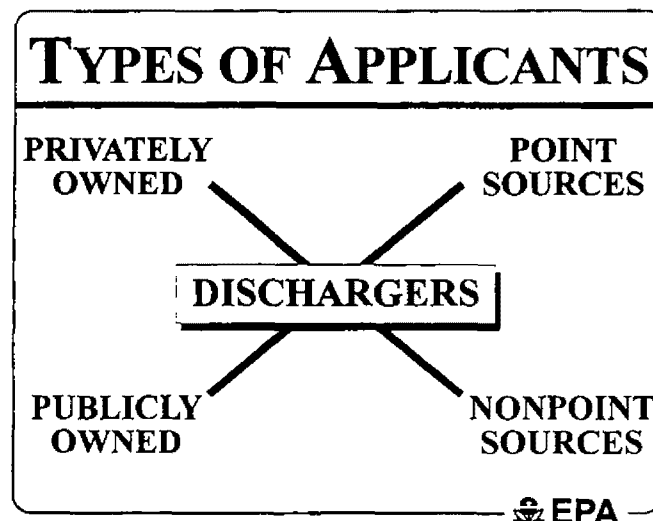 TYPES OF APPLICANTS
PRIVATELY
OWNED
POINT
SOURCES
DISCHARGERS
PUBLICLY
OWNED
NONPOINT
SOURCES
EPA